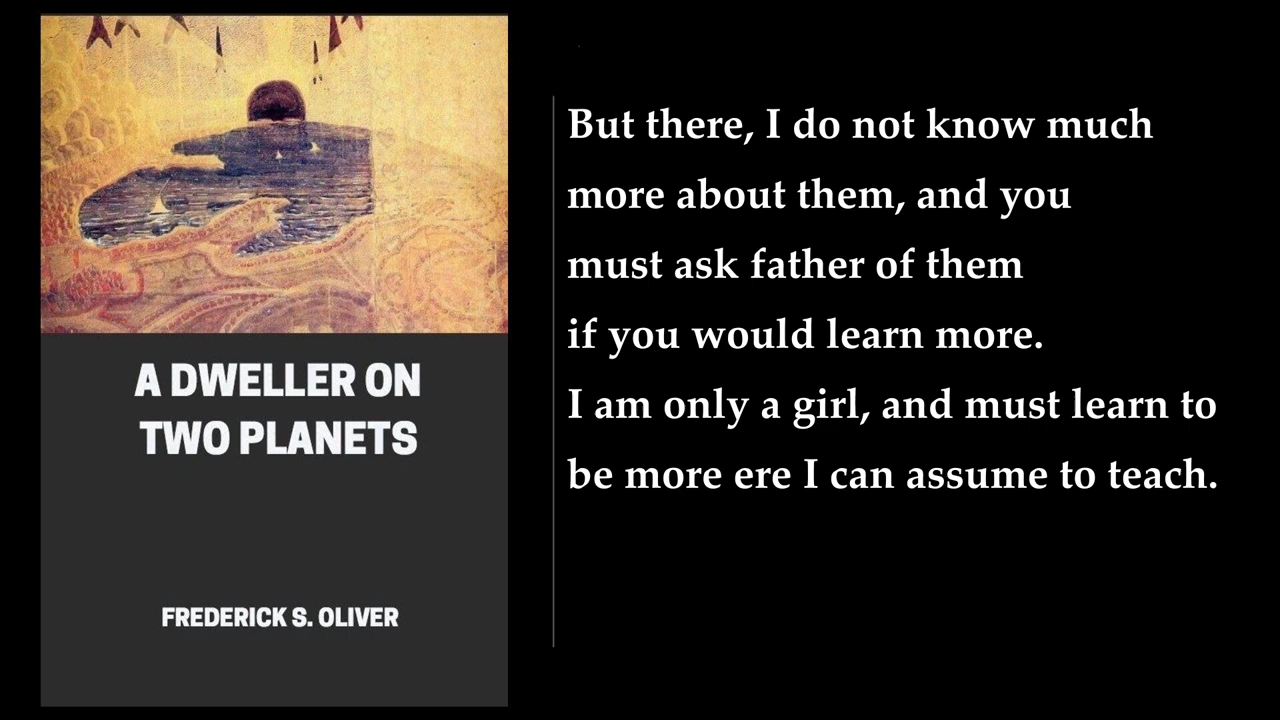 A DWELLER ON
TWO PLANETS
FREDERICK S. OLIVER
But there, I do not know much
more about them, and you
must ask father of them
if you would learn more.
I am only a girl, and must learn to
be more ere I can assume to teach.